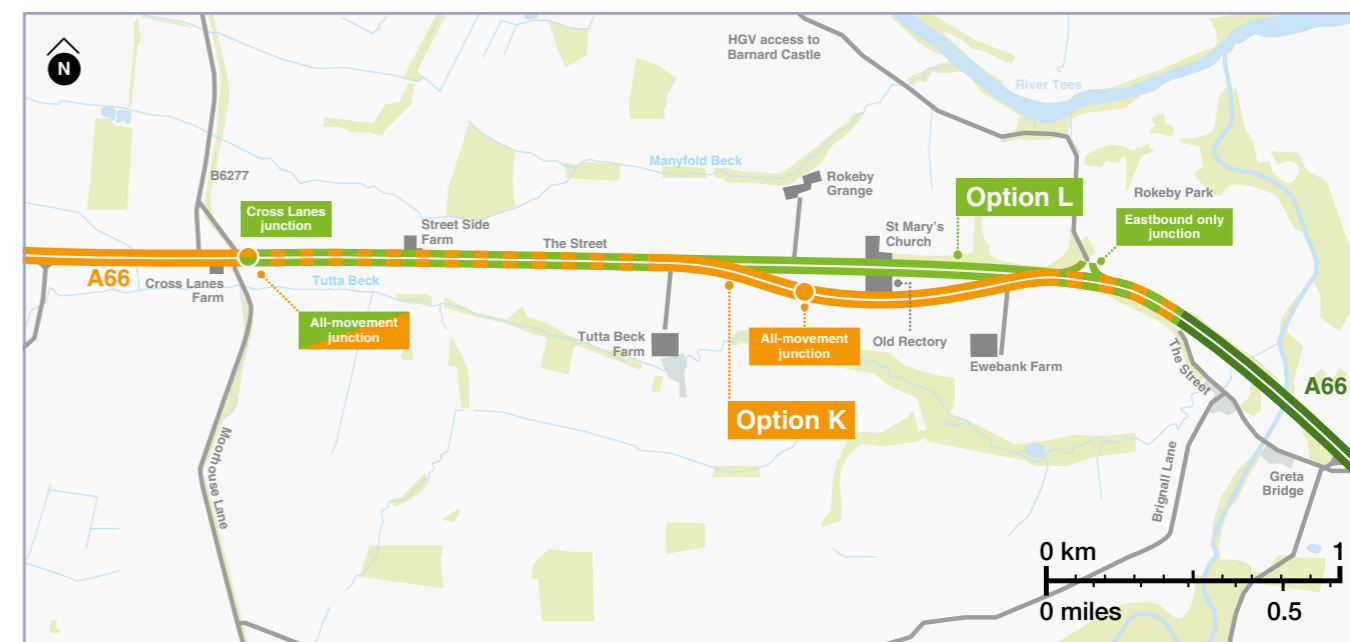 N
HGV access to
Barnard Castle
River Tees
B6277
Manyfold Beck
Rokeby
Grange
Option L
Rokeby Park
Cross Lanes
junction
Street Side
Farm
The Street
St Mary's
Church
Eastbound only
junction
A66
Cross Lanes
Farm
Tutta Beck
All-movement
junction
Tutta Beck
Farm
All-movement
junction
Old Rectory
Ewebank Farm
The Street
A66
Option K
Moorhouse Lane
Brignall Lane
Greta
Bridge
0 km
1
0 miles
0.5